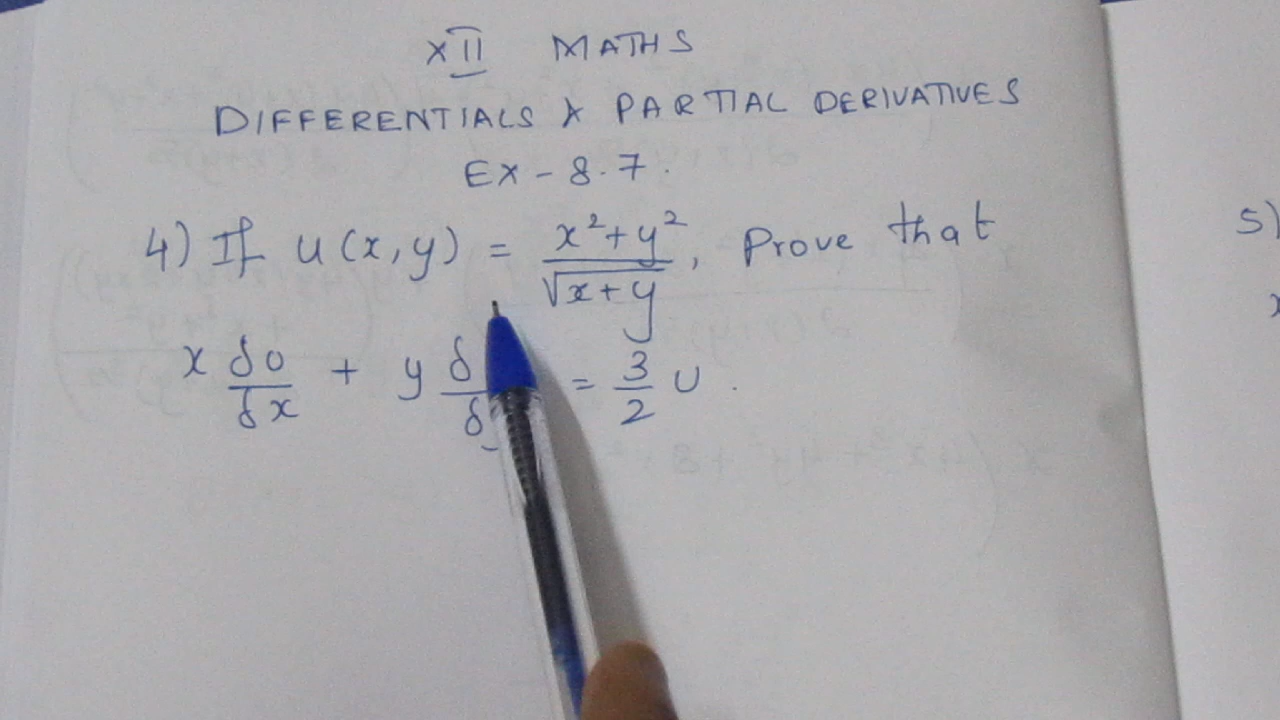 XII MATHS
DIFFERENTIALS & PARTIAL DERIVATIVES
EX - 8.7.
4) If u(x,y) = x²+y² / √x+y, Prove that
x δu/δx + y δ/δ = 3/2 u.
5)